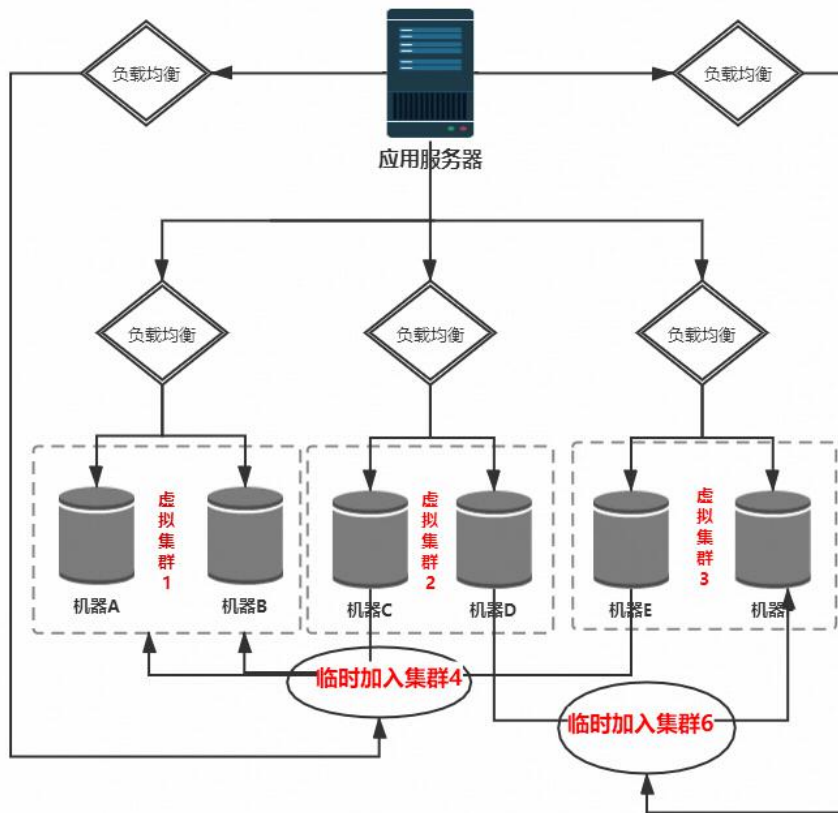 负载均衡
负载均衡
应用服务器
负载均衡
负载均衡
负载均衡
虚拟集群1
虚拟集群2
虚拟集群3
机器A
机器B
机器C
机器D
机器E
机器
临时加入集群4
临时加入集群6